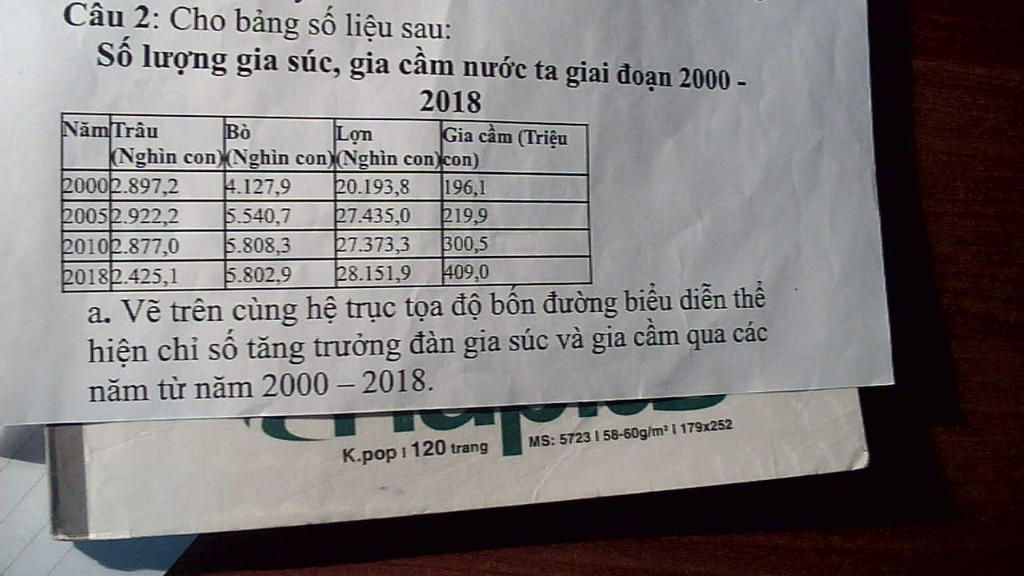 Câu 2: Cho bảng số liệu sau:
Số lượng gia súc, gia cầm nước ta giai đoạn 2000 -
2018
Năm Trâu Bò Lợn Gia cầm (Triệu
(Nghìn con) (Nghìn con) (Nghìn con) con)
2000 2.897,2 4.127,9 20.193,8 196,1
2005 2.922,2 5.540,7 27.435,0 219,9
2010 2.877,0 5.808,3 27.373,3 300,5
2018 2.425,1 5.802,9 28.151,9 409,0
a. Vẽ trên cùng hệ trục tọa độ bốn đường biểu diễn thể
hiện chỉ số tăng trưởng đàn gia súc và gia cầm qua các
năm từ năm 2000 – 2018.
K.pop I 120 trang MS: 5723 I 58-60g/m² I 179x252